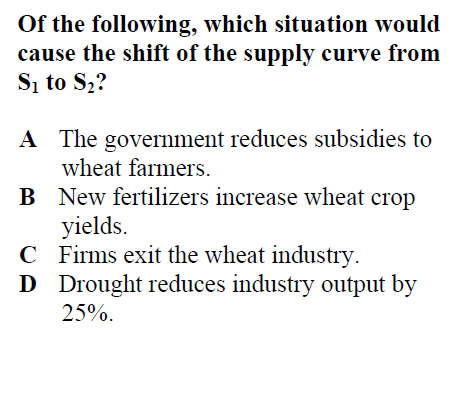 Of the following, which situation would
cause the shift of the supply curve from
S₁ to S₂?
A The government reduces subsidies to
wheat farmers.
B New fertilizers increase wheat crop
yields.
C Firms exit the wheat industry.
D Drought reduces industry output by
25%.